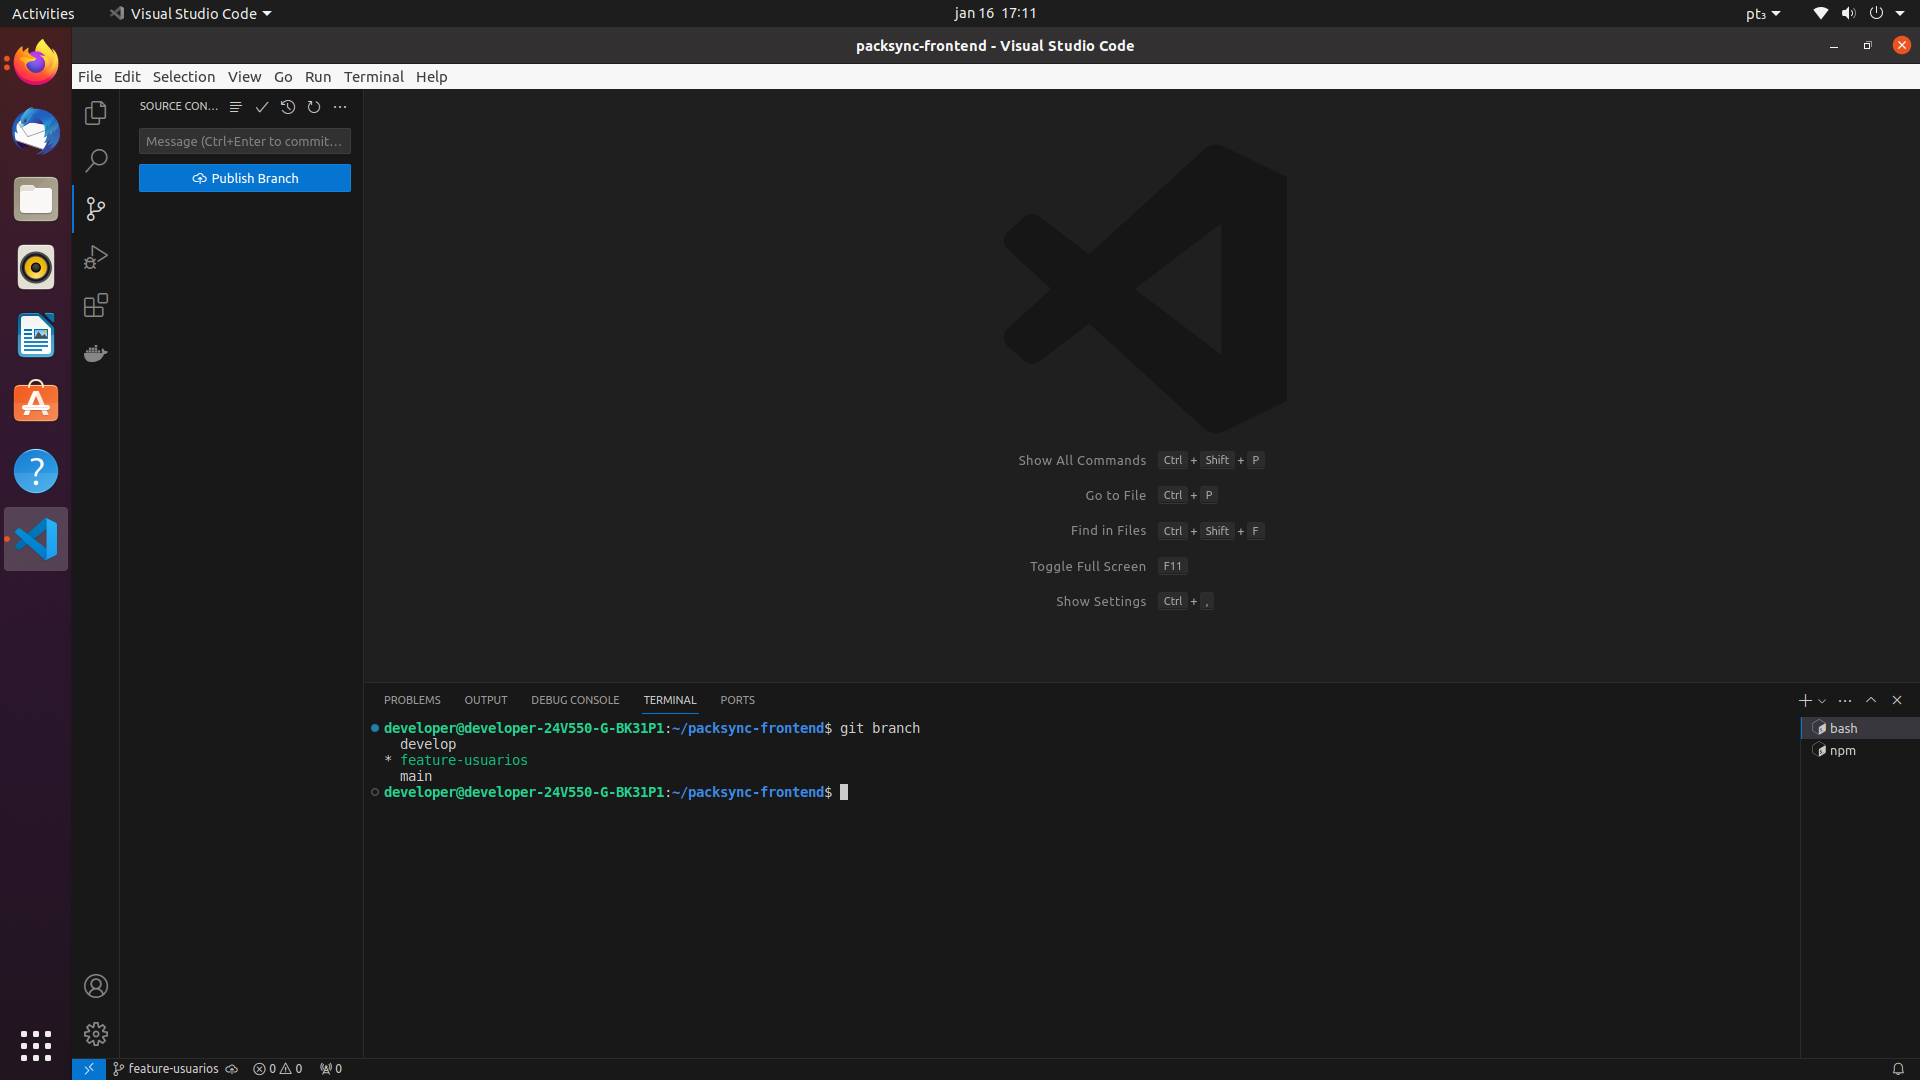 Activities
Visual Studio Code
jan 16 17:11
pt₃
packsync-frontend - Visual Studio Code
File Edit Selection View Go Run Terminal Help
SOURCE CON...
Message (Ctrl+Enter to commit...
Publish Branch
Show All Commands Ctrl + Shift + P
Go to File Ctrl + P
Find in Files Ctrl + Shift + F
Toggle Full Screen F11
Show Settings Ctrl + ,
PROBLEMS OUTPUT DEBUG CONSOLE TERMINAL PORTS
developer@developer-24V550-G-BK31P1:~/packsync-frontend$ git branch
develop
* feature-usuarios
main
developer@developer-24V550-G-BK31P1:~/packsync-frontend$
bash
npm
feature-usuarios 0 0 0